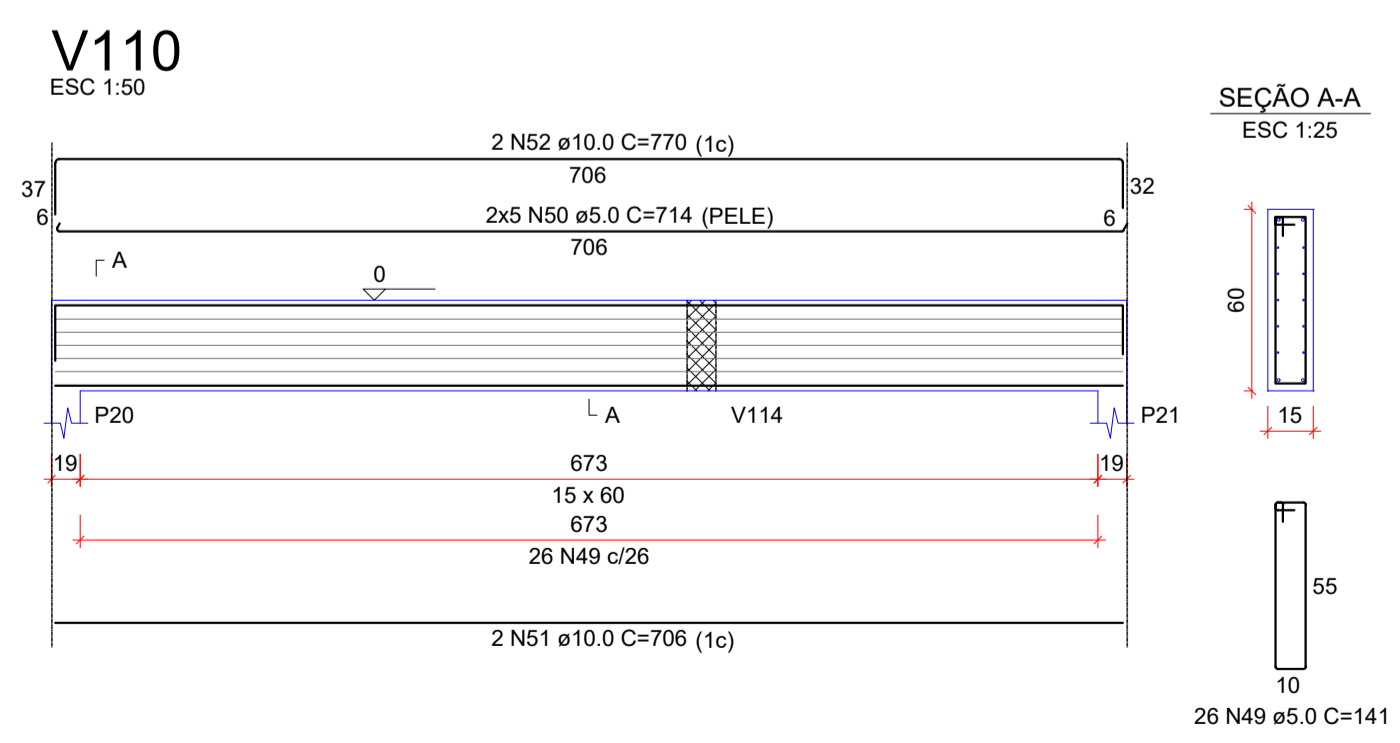 V110
ESC 1:50
SEÇÃO A-A
ESC 1:25
2 N52 ø10.0 C=770 (1c)
706
37
32
2x5 N50 ø5.0 C=714 (PELE)
6
6
706
A
0
60
P20
A
V114
P21
15
19
673
19
15 x 60
673
26 N49 c/26
55
2 N51 ø10.0 C=706 (1c)
10
26 N49 ø5.0 C=141